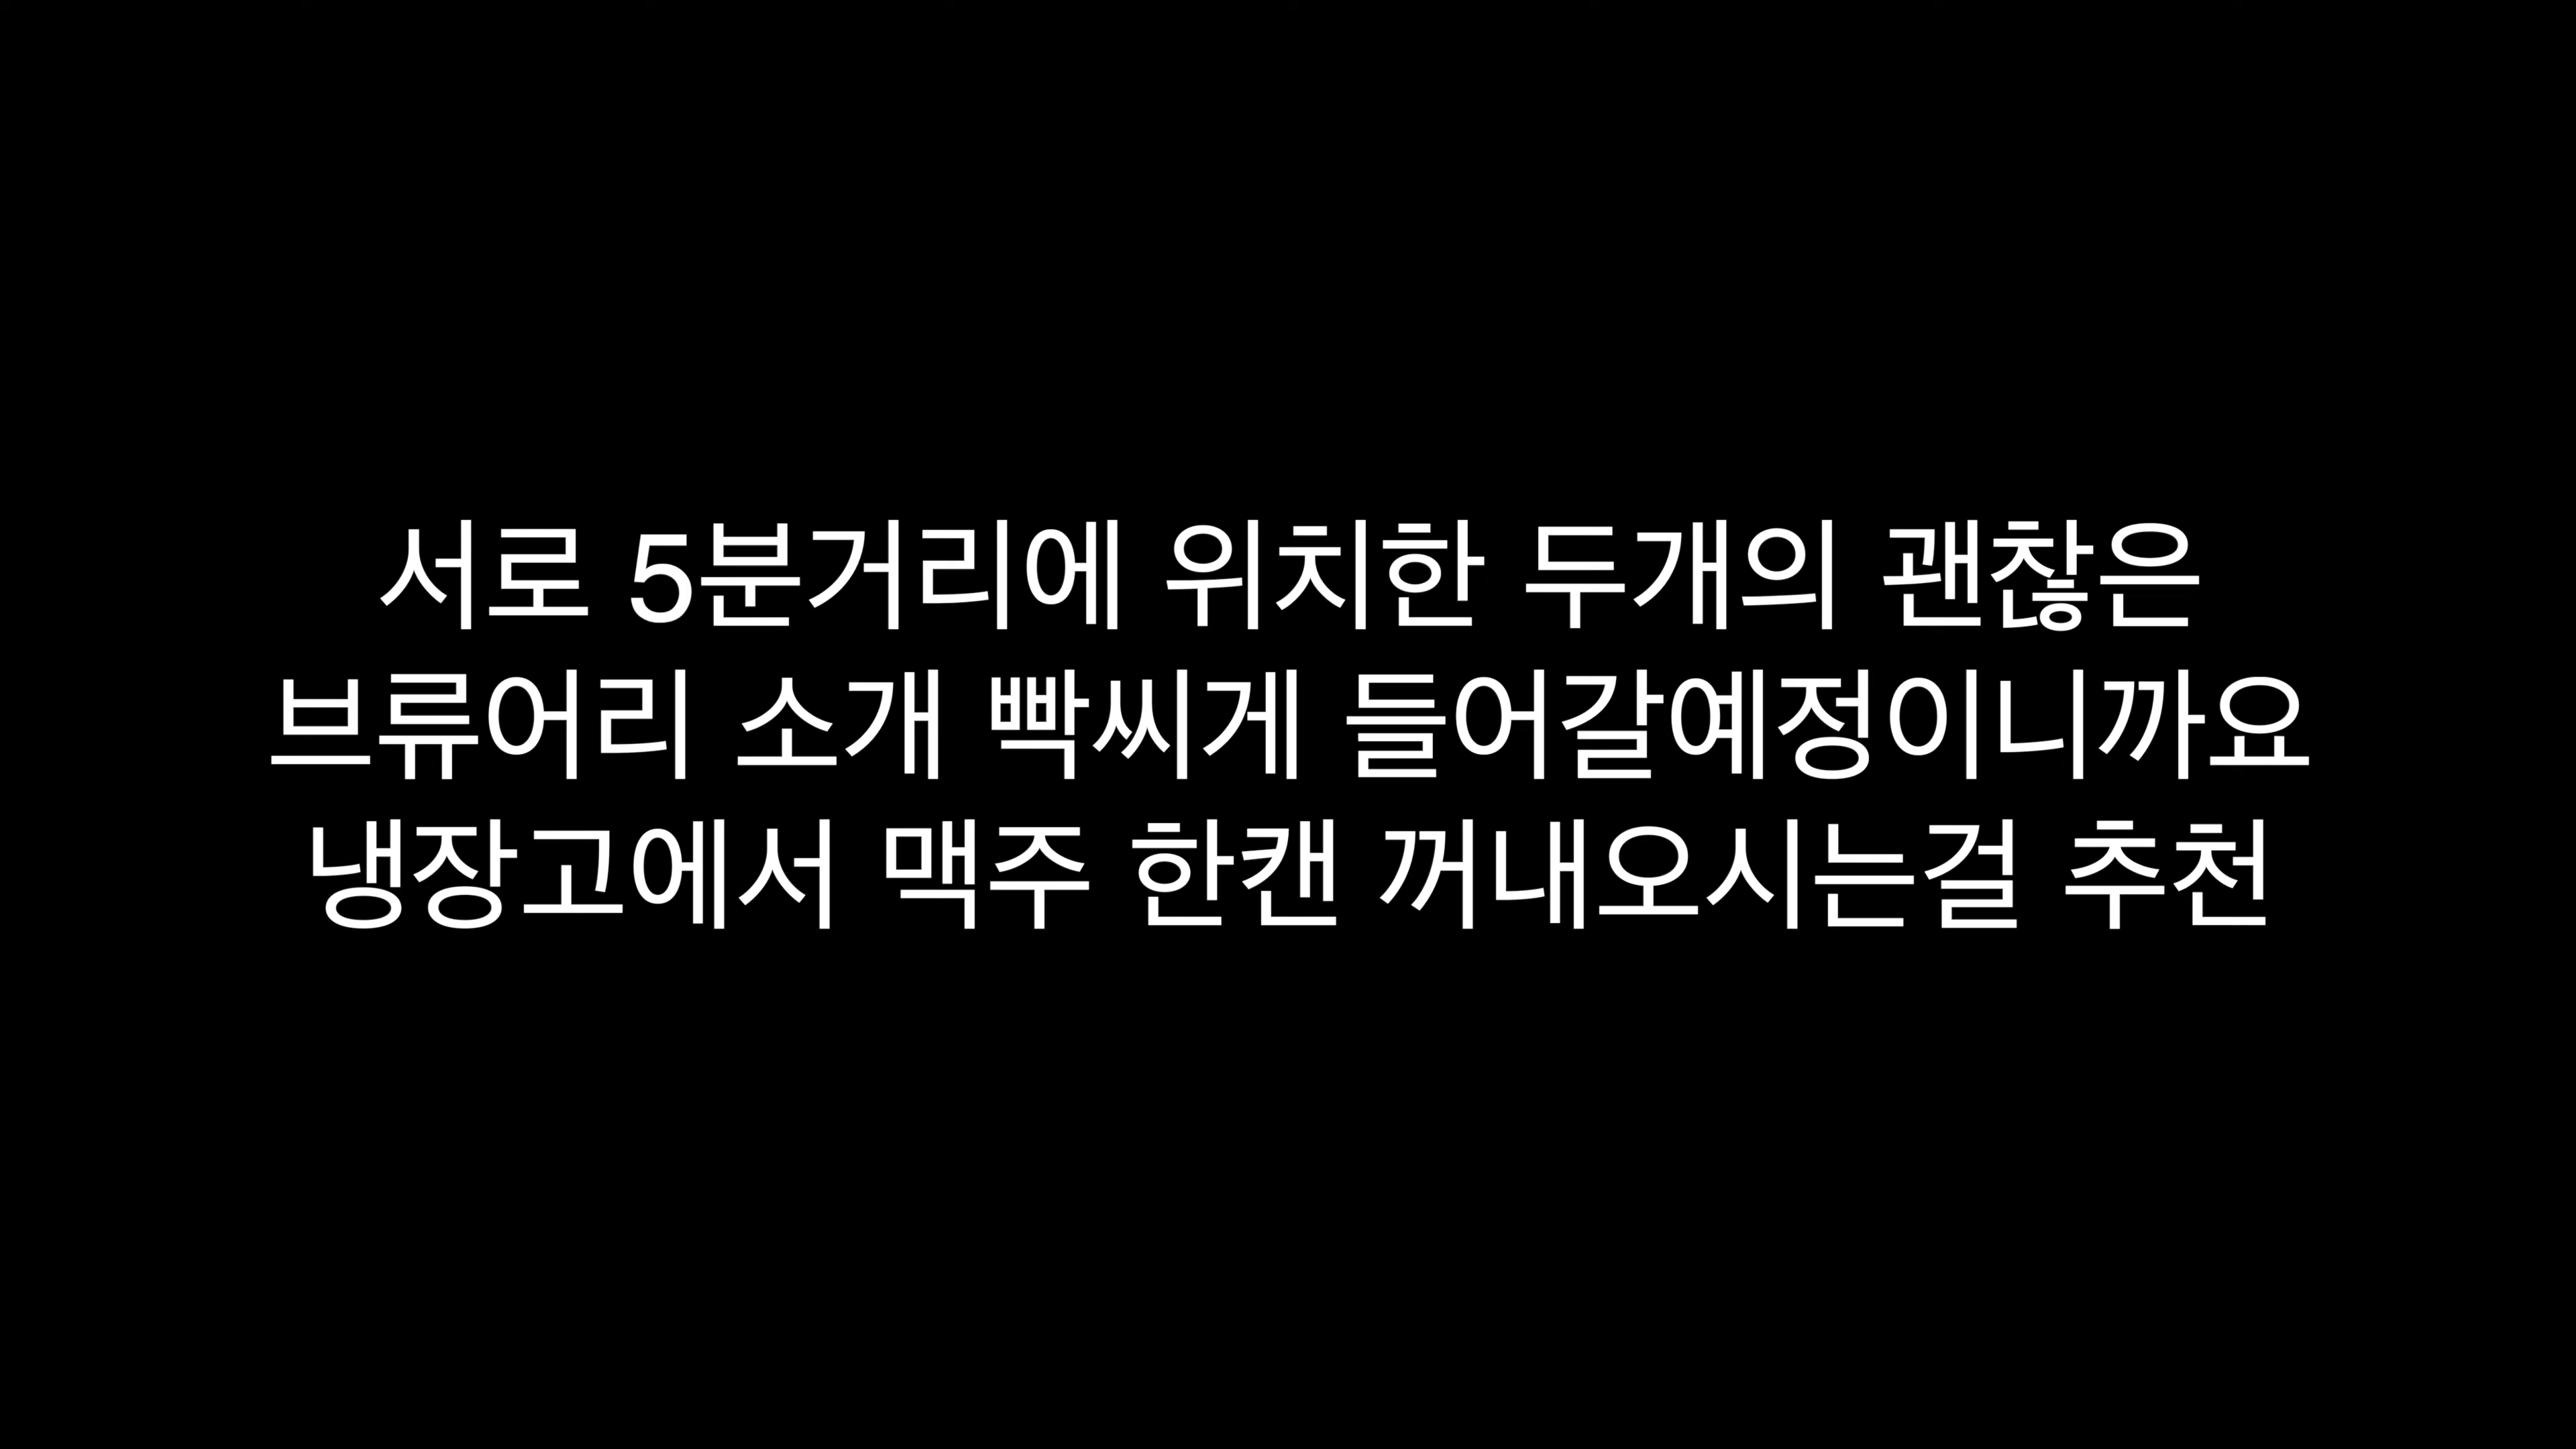 서로 5분거리에 위치한 두개의 괜찮은
브류어리 소개 빡씨게 들어갈예정이니까요
냉장고에서 맥주 한캔 꺼내오시는걸 추천